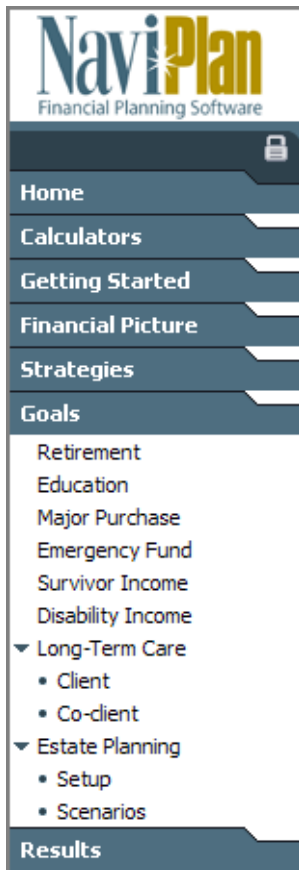 NaviPlan
Financial Planning Software
Home
Calculators
Getting Started
Financial Picture
Strategies
Goals
Retirement
Education
Major Purchase
Emergency Fund
Survivor Income
Disability Income
Long-Term Care
Client
Co-client
Estate Planning
Setup
Scenarios
Results